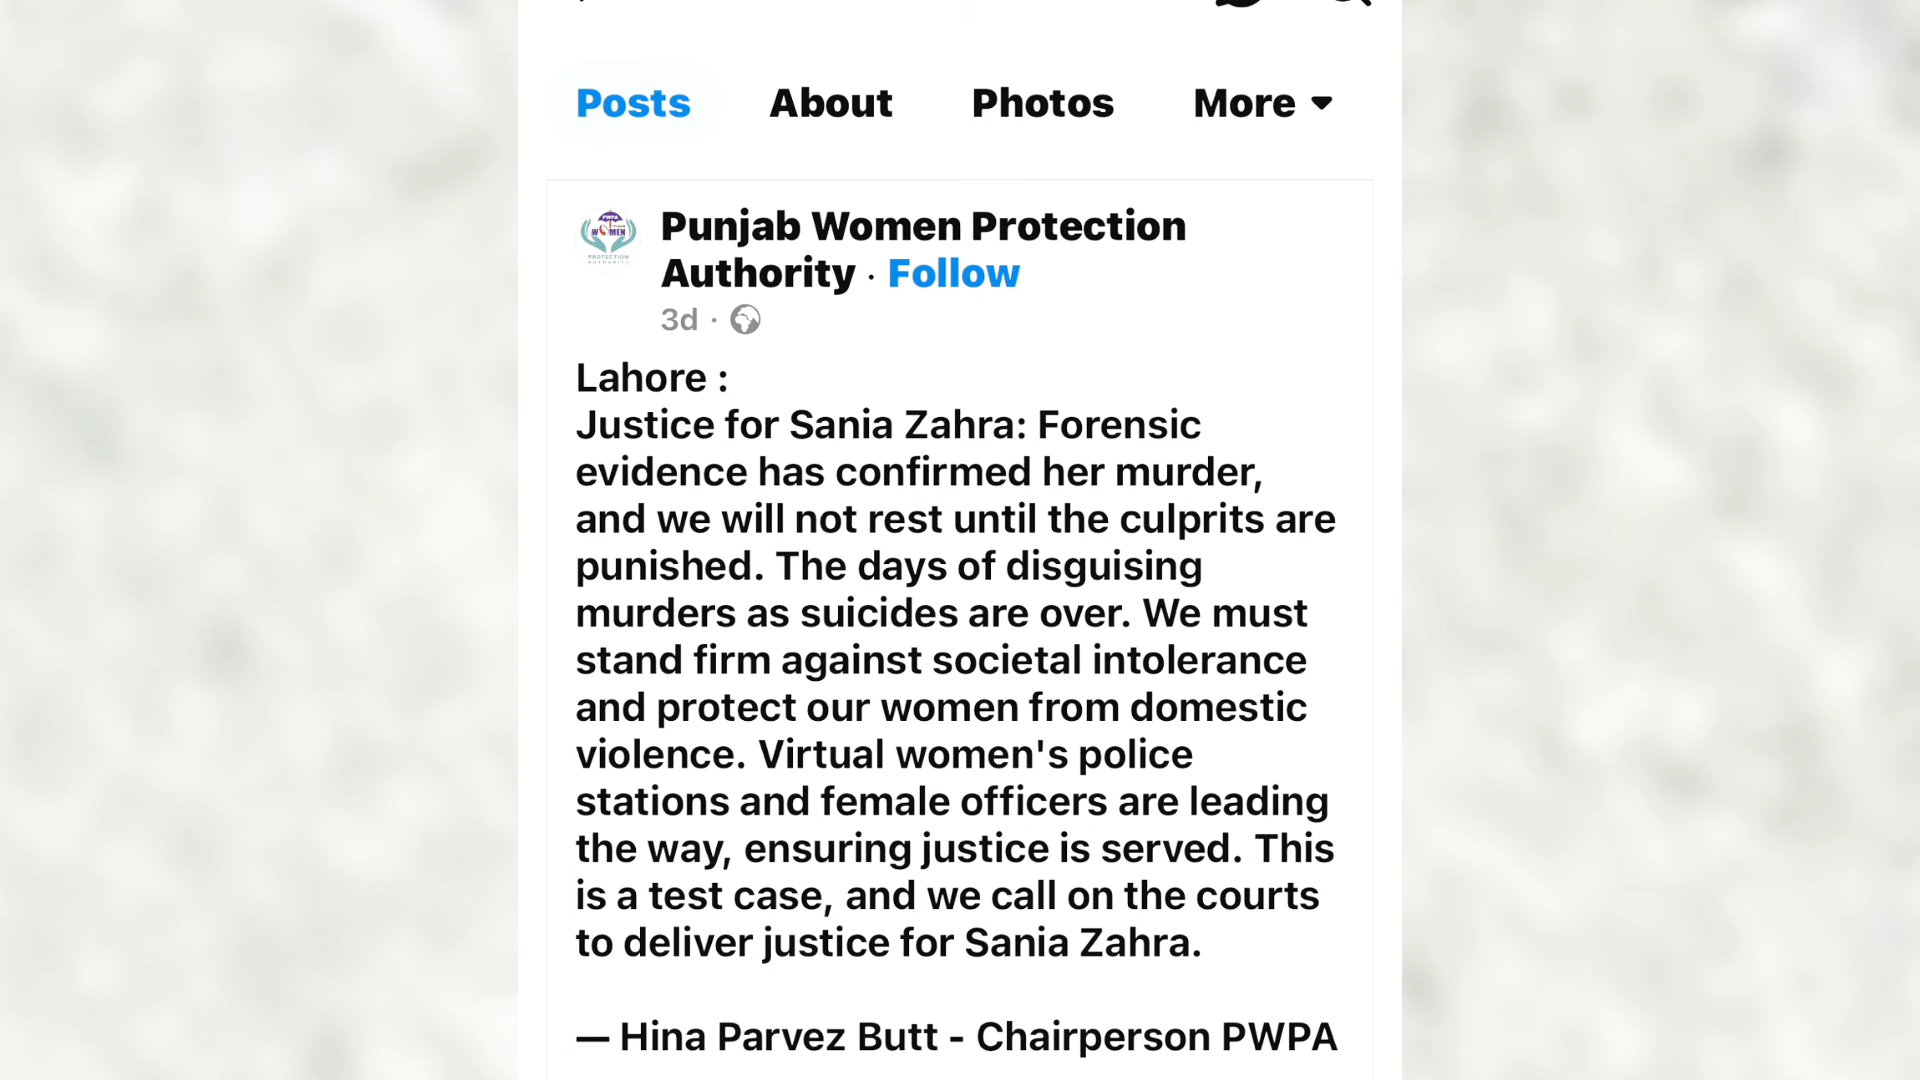 Posts About Photos More
Punjab Women Protection
Authority · Follow
3d ·
Lahore :
Justice for Sania Zahra: Forensic
evidence has confirmed her murder,
and we will not rest until the culprits are
punished. The days of disguising
murders as suicides are over. We must
stand firm against societal intolerance
and protect our women from domestic
violence. Virtual women's police
stations and female officers are leading
the way, ensuring justice is served. This
is a test case, and we call on the courts
to deliver justice for Sania Zahra.
— Hina Parvez Butt - Chairperson PWPA
PWPA
WOMEN
PROTECTION
AUTHORITY